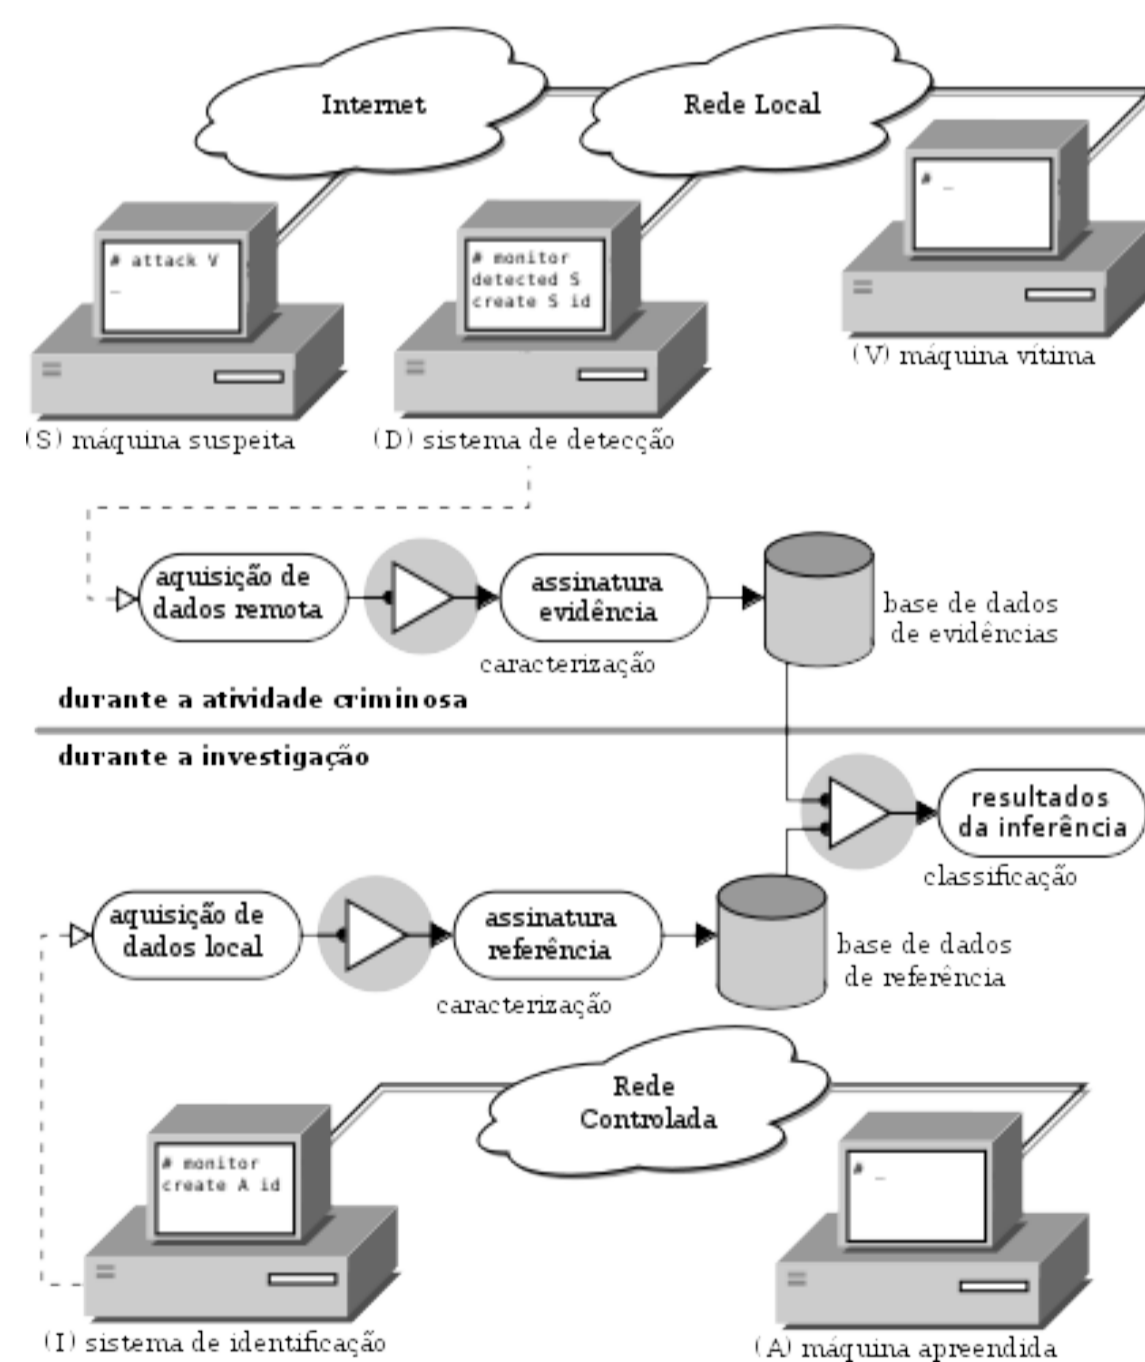 Internet
Rede Local
# _
# attack V
_
# monitor
detected S
create S id
(V) máquina vítima
(S) máquina suspeita
(D) sistema de detecção
aquisição de
dados remota
assinatura
evidência
base de dados
de evidências
caracterização
durante a atividade criminosa
durante a investigação
resultados
da inferência
classificação
aquisição de
dados local
assinatura
referência
base de dados
de referência
caracterização
Rede
Controlada
# monitor
create A id
# _
(I) sistema de identificação
(A) máquina apreendida